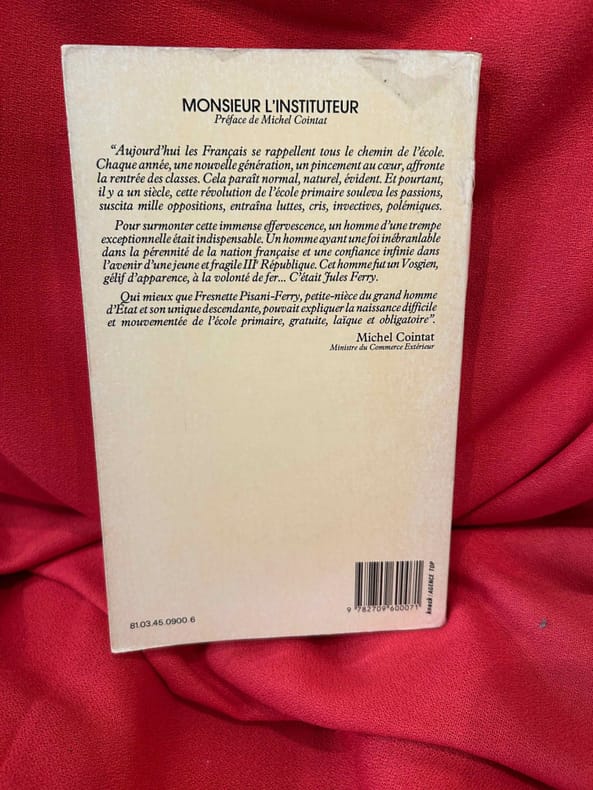 MONSIEUR L'INSTITUTEUR
Préface de Michel Cointat
“Aujourd'hui les Français se rappellent tous le chemin de l'école.
Chaque année, une nouvelle génération, un pincement au cœur, affronte
la rentrée des classes. Cela paraît normal, naturel, évident. Et pourtant,
il y a un siècle, cette révolution de l'école primaire souleva les passions,
suscita mille oppositions, entraîna luttes, cris, invectives, polémiques.
Pour surmonter cette immense effervescence, un homme d'une trempe
exceptionnelle était indispensable. Un homme ayant une foi inébranlable
dans la pérennité de la nation française et une confiance infinie dans
l'avenir d'une jeune et fragile IIIe République. Cet homme fut un Vosgien,
gélif d'apparence, à la volonté de fer... C'était Jules Ferry.
Qui mieux que Fresnette Pisani-Ferry, petite-nièce du grand homme
d'État et son unique descendante, pouvait expliquer la naissance difficile
et mouvementée de l'école primaire, gratuite, laïque et obligatoire”.
Michel Cointat
Ministre du Commerce Extérieur
9 782709 600071
knack/AGENCE TOP
81.03.45.0900.6